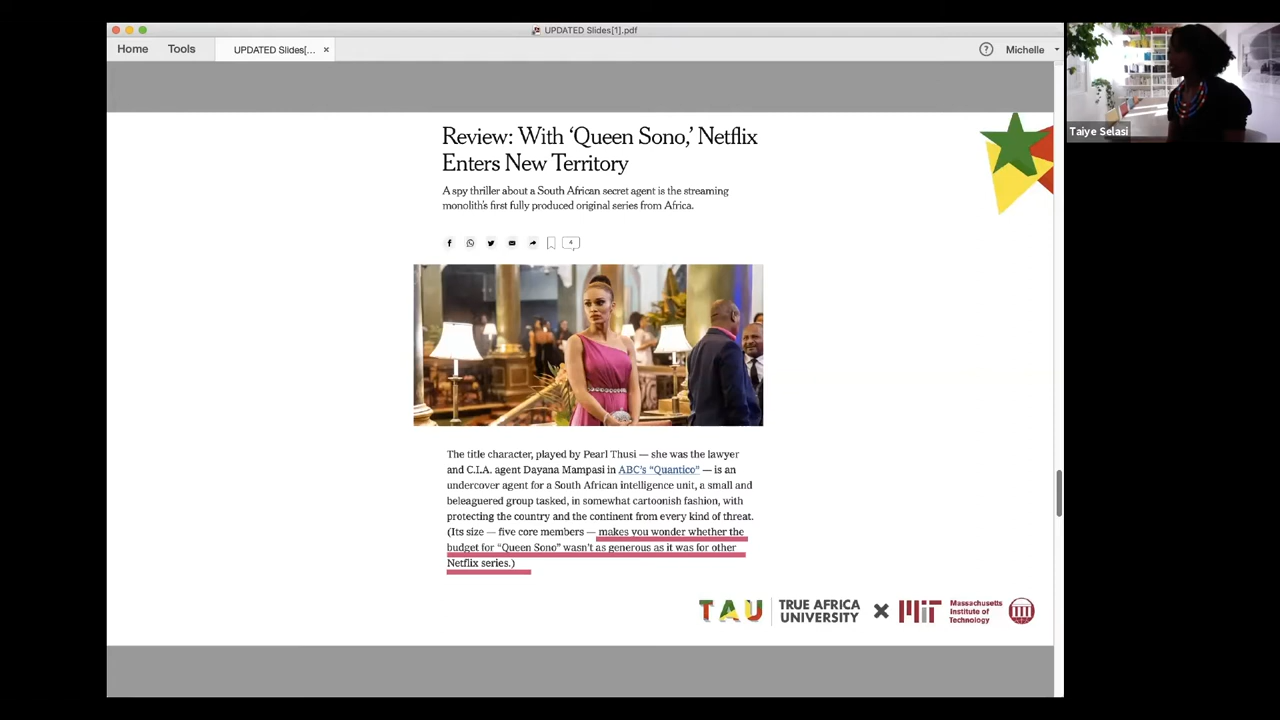 UPDATED Slides[1].pdf
Home
Tools
UPDATED Slides[... ×
? Michelle
Taiye Selasi
Review: With ‘Queen Sono,’ Netflix
Enters New Territory
A spy thriller about a South African secret agent is the streaming
monolith’s first fully produced original series from Africa.
4
The title character, played by Pearl Thusi — she was the lawyer
and C.I.A. agent Dayana Mampasi in ABC’s “Quantico” — is an
undercover agent for a South African intelligence unit, a small and
beleaguered group tasked, in somewhat cartoonish fashion, with
protecting the country and the continent from every kind of threat.
(Its size — five core members — makes you wonder whether the
budget for “Queen Sono” wasn’t as generous as it was for other
Netflix series.)
TAU
TRUE AFRICA
UNIVERSITY
MIT
Massachusetts
Institute of
Technology